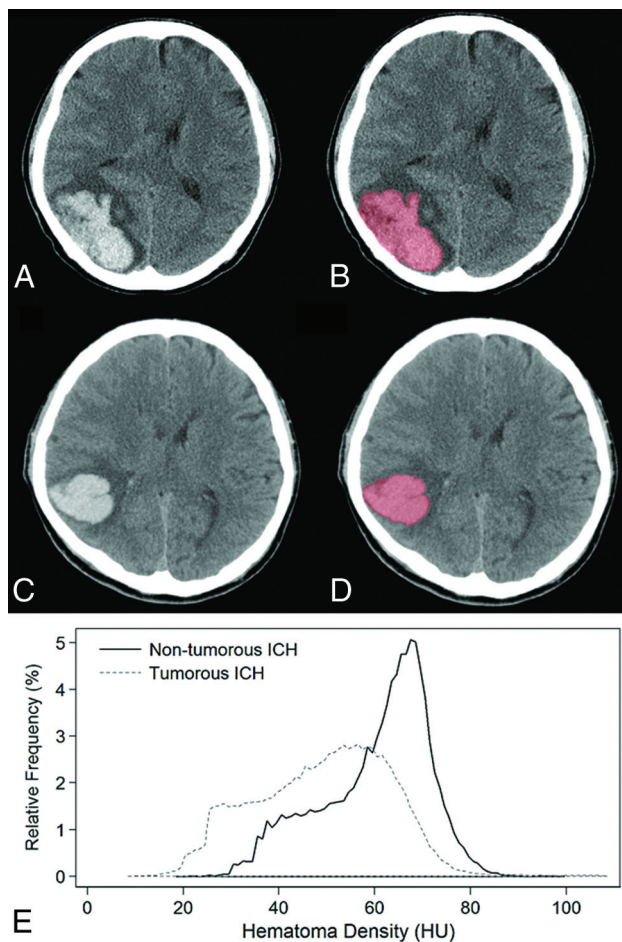 A
B
C
D
5
4
3
2
1
0
Relative Frequency (%)
Non-tumorous ICH
Tumorous ICH
0 20 40 60 80 100
Hematoma Density (HU)
E